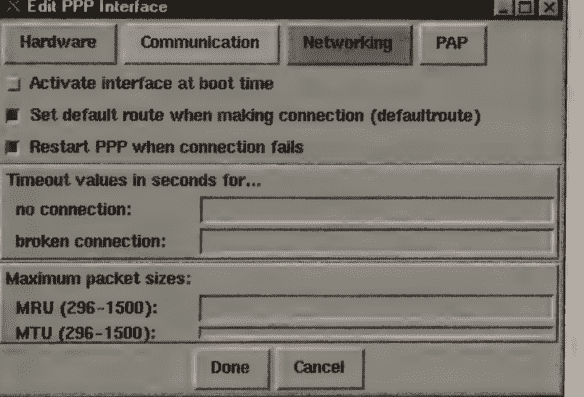 Edit PPP Interface
Hardware Communication Networking PAP
Activate interface at boot time
Set default route when making connection (defaultroute)
Restart PPP when connection fails
Timeout values in seconds for...
no connection:
broken connection:
Maximum packet sizes:
MRU (296-1500):
MTU (296-1500):
Done Cancel